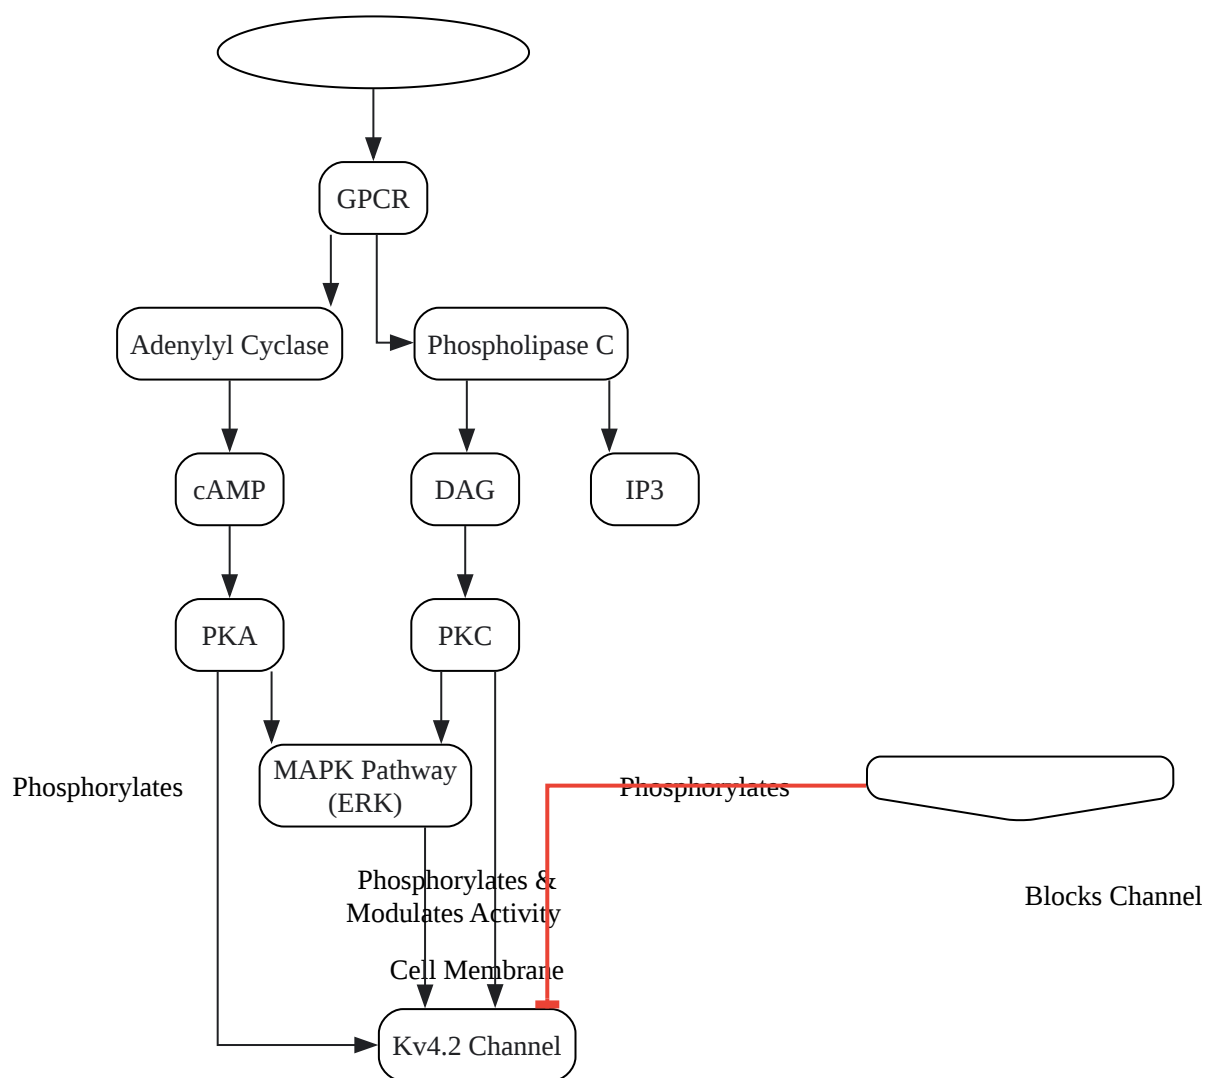 GPCR
Adenylyl Cyclase
Phospholipase C
cAMP
DAG
IP3
PKA
PKC
MAPK Pathway
(ERK)
Phosphorylates
Phosphorylates
Phosphorylates &
Modulates Activity
Blocks Channel
Cell Membrane
Kv4.2 Channel